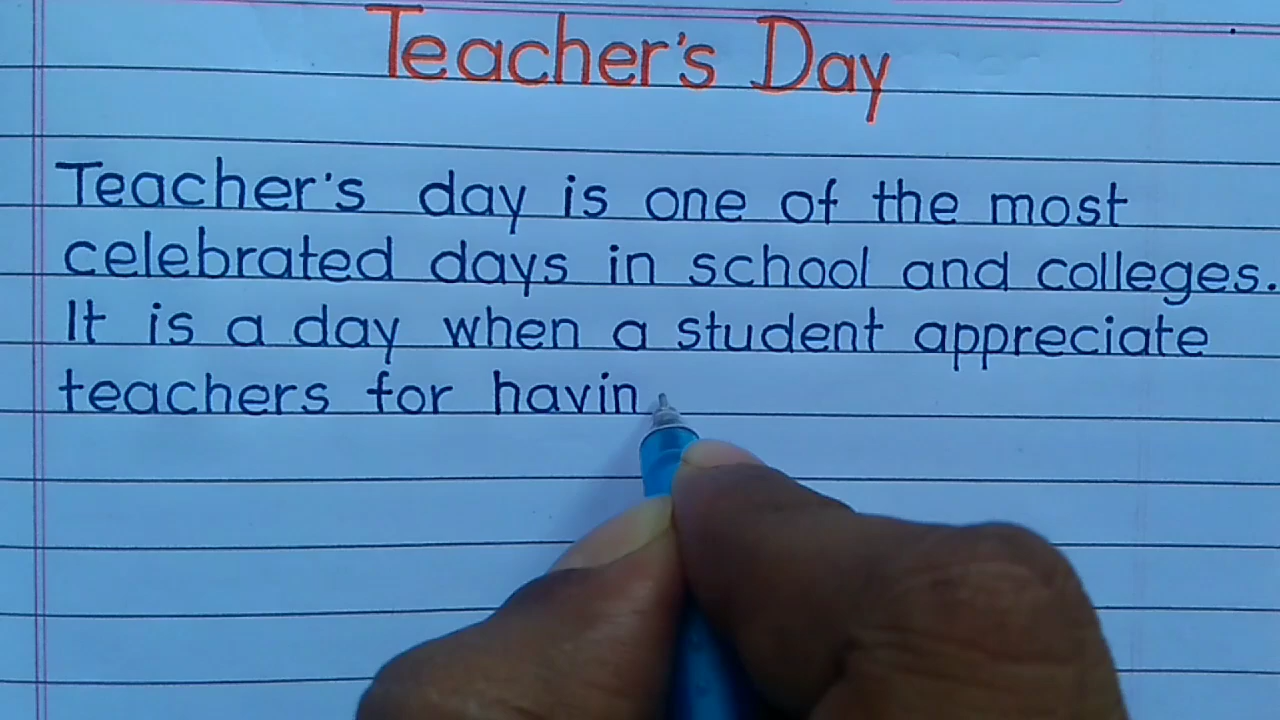 Teacher's Day
Teacher's day is one of the most
celebrated days in school and colleges.
It is a day when a student appreciate
teachers for havin